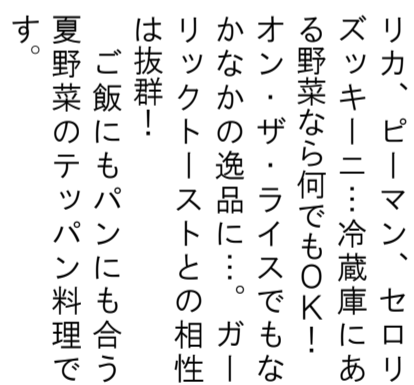 リカ、ピーマン、セロリ
ズッキーニ…冷蔵庫にあ
る野菜なら何でもOK！
オン・ザ・ライスでもな
かなかの逸品に…。ガー
リックトーストとの相性
は抜群！
　ご飯にもパンにも合う
夏野菜のテッパン料理で
す。